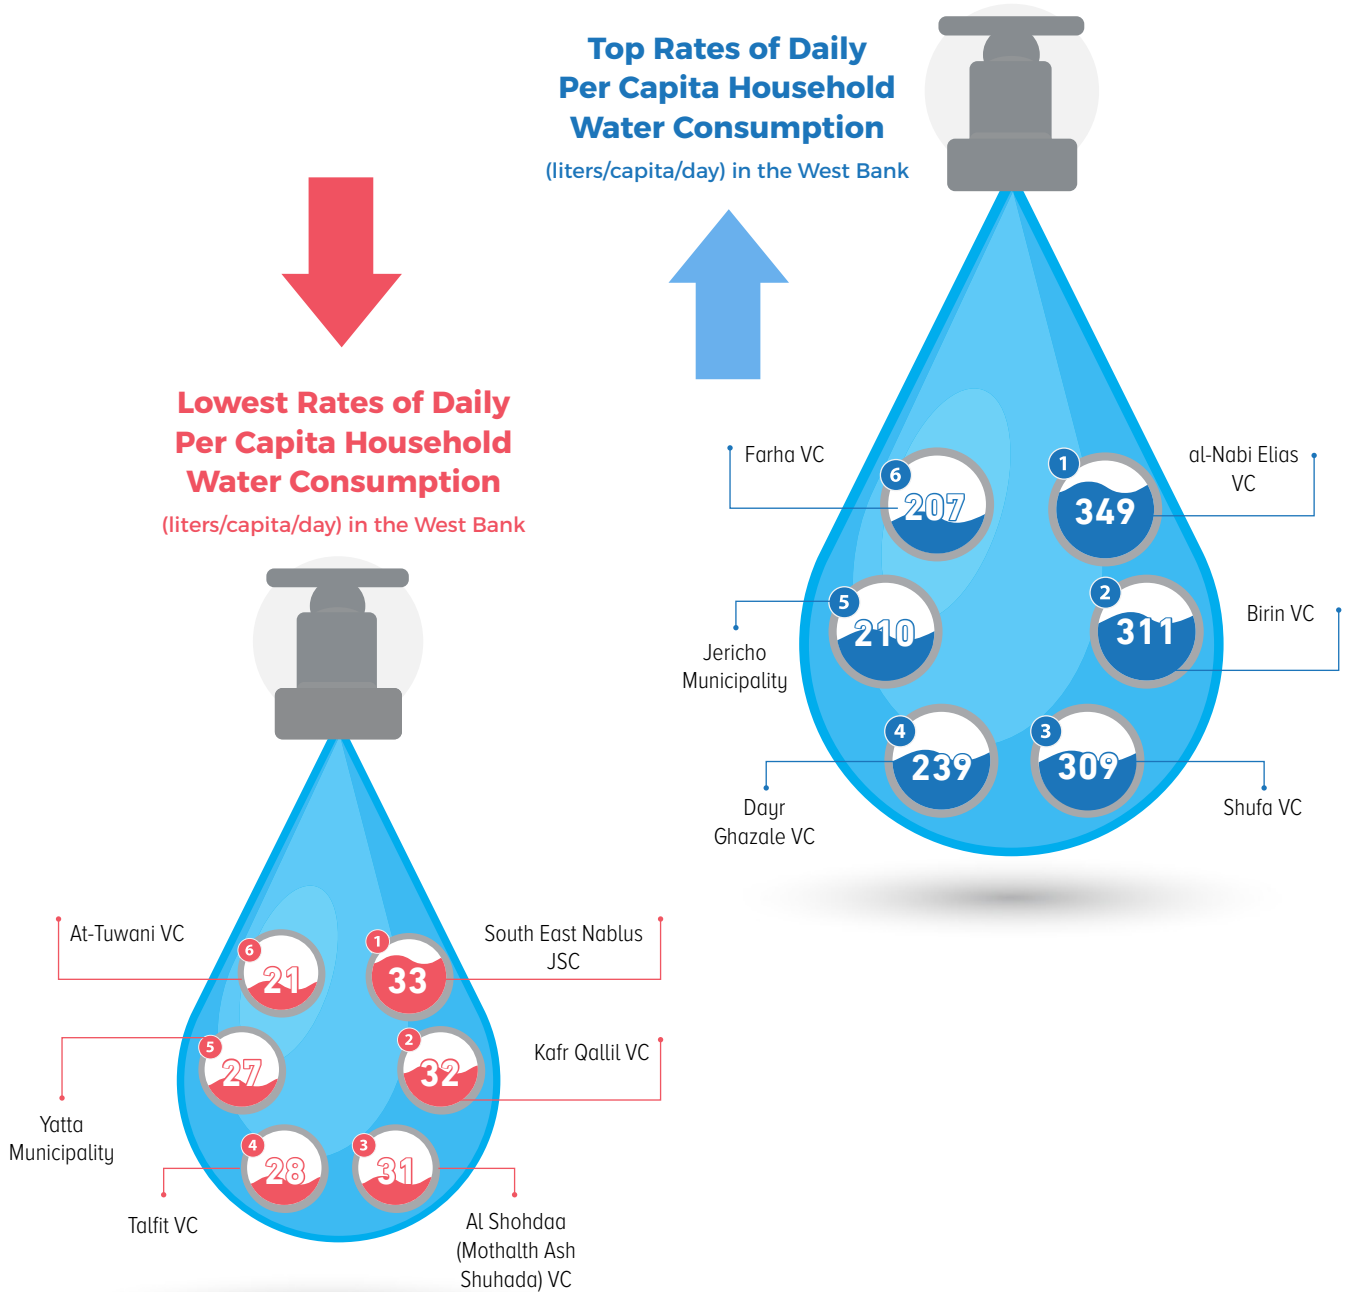 Top Rates of Daily
Per Capita Household
Water Consumption
(liters/capita/day) in the West Bank
1
349
al-Nabi Elias
VC
2
311
Birin VC
3
309
Shufa VC
4
239
Dayr
Ghazale VC
5
210
Jericho
Municipality
6
207
Farha VC
Lowest Rates of Daily
Per Capita Household
Water Consumption
(liters/capita/day) in the West Bank
1
33
South East Nablus
JSC
2
32
Kafr Qallil VC
3
31
Al Shohdaa
(Mothalth Ash
Shuhada) VC
4
28
Talfit VC
5
27
Yatta
Municipality
6
21
At-Tuwani VC